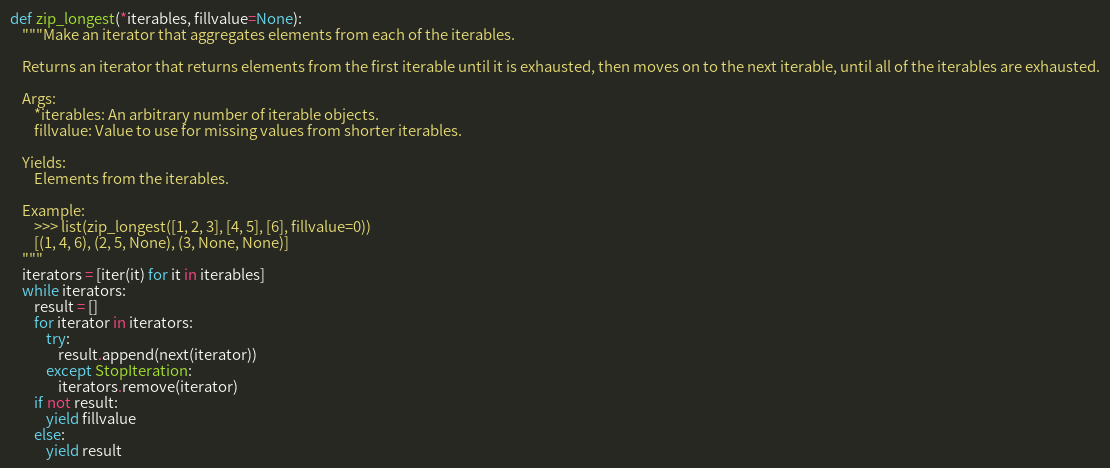 def zip_longest(*iterables, fillvalue=None):
    """Make an iterator that aggregates elements from each of the iterables.

    Returns an iterator that returns elements from the first iterable until it is exhausted, then moves on to the next iterable, until all of the iterables are exhausted.

    Args:
        *iterables: An arbitrary number of iterable objects.
        fillvalue: Value to use for missing values from shorter iterables.

    Yields:
        Elements from the iterables.

    Example:
        >>> list(zip_longest([1, 2, 3], [4, 5], [6], fillvalue=0))
        [(1, 4, 6), (2, 5, None), (3, None, None)]
    """
    iterators = [iter(it) for it in iterables]
    while iterators:
        result = []
        for iterator in iterators:
            try:
                result.append(next(iterator))
            except StopIteration:
                iterators.remove(iterator)
        if not result:
            yield fillvalue
        else:
            yield result